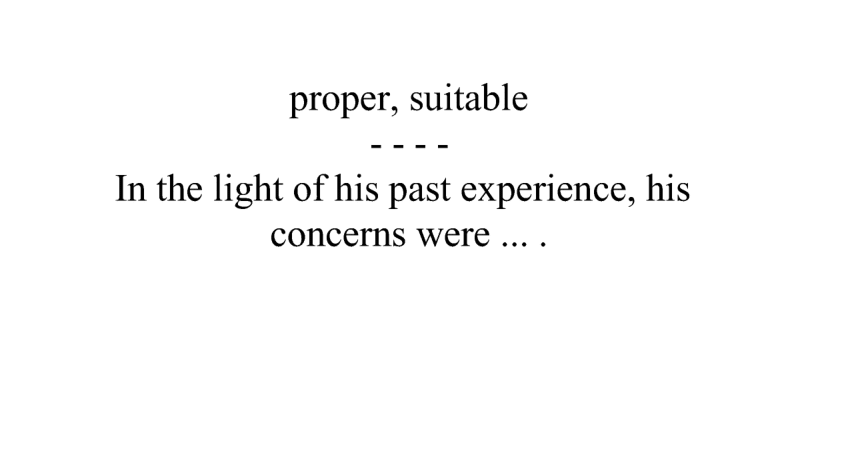 proper, suitable
- - - -
In the light of his past experience, his
concerns were ... .